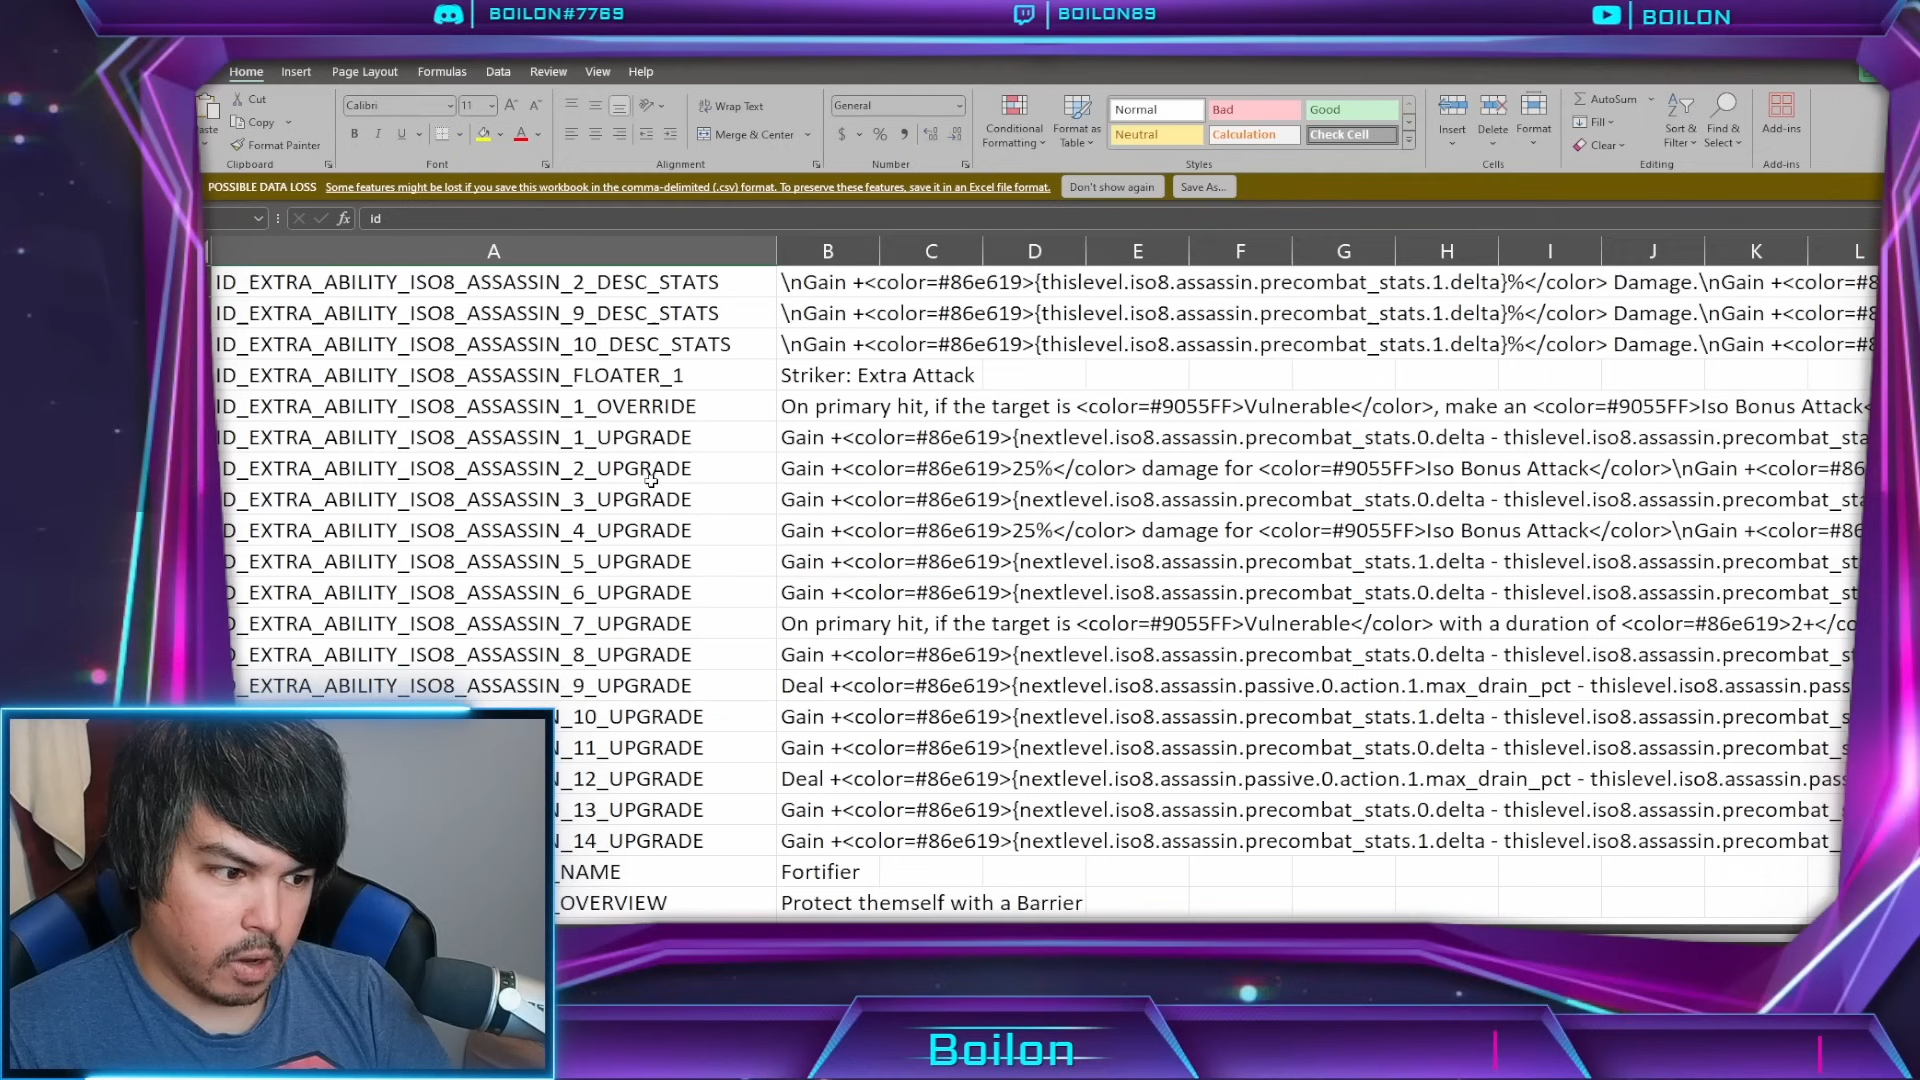 BOILON#7769
BOILON89
BOILON
Home Insert Page Layout Formulas Data Review View Help
Cut
Copy
Format Painter
Clipboard
Calibri 11
B I U A
Font
Wrap Text
Merge & Center
Alignment
General
$ %
Number
Conditional Formatting
Format as Table
Normal Bad Good
Neutral Calculation Check Cell
Styles
Insert Delete Format
Cells
AutoSum
Fill
Clear
Sort & Filter
Find & Select
Editing
Add-ins
Add-ins
POSSIBLE DATA LOSS Some features might be lost if you save this workbook in the comma-delimited (.csv) format. To preserve these features, save it in an Excel file format. Don't show again Save As...
fx id
A B C D E F G H I J K L
ID_EXTRA_ABILITY_ISO8_ASSASSIN_2_DESC_STATS \nGain +<color=#86e619>{thislevel.iso8.assassin.precombat_stats.1.delta}%</color> Damage.\nGain +<color=#8
ID_EXTRA_ABILITY_ISO8_ASSASSIN_9_DESC_STATS \nGain +<color=#86e619>{thislevel.iso8.assassin.precombat_stats.1.delta}%</color> Damage.\nGain +<color=#8
ID_EXTRA_ABILITY_ISO8_ASSASSIN_10_DESC_STATS \nGain +<color=#86e619>{thislevel.iso8.assassin.precombat_stats.1.delta}%</color> Damage.\nGain +<color=#8
ID_EXTRA_ABILITY_ISO8_ASSASSIN_FLOATER_1 Striker: Extra Attack
ID_EXTRA_ABILITY_ISO8_ASSASSIN_1_OVERRIDE On primary hit, if the target is <color=#9055FF>Vulnerable</color>, make an <color=#9055FF>Iso Bonus Attack<
ID_EXTRA_ABILITY_ISO8_ASSASSIN_1_UPGRADE Gain +<color=#86e619>{nextlevel.iso8.assassin.precombat_stats.0.delta - thislevel.iso8.assassin.precombat_sta
ID_EXTRA_ABILITY_ISO8_ASSASSIN_2_UPGRADE Gain +<color=#86e619>25%</color> damage for <color=#9055FF>Iso Bonus Attack</color>\nGain +<color=#86
ID_EXTRA_ABILITY_ISO8_ASSASSIN_3_UPGRADE Gain +<color=#86e619>{nextlevel.iso8.assassin.precombat_stats.0.delta - thislevel.iso8.assassin.precombat_sta
ID_EXTRA_ABILITY_ISO8_ASSASSIN_4_UPGRADE Gain +<color=#86e619>25%</color> damage for <color=#9055FF>Iso Bonus Attack</color>\nGain +<color=#86
D_EXTRA_ABILITY_ISO8_ASSASSIN_5_UPGRADE Gain +<color=#86e619>{nextlevel.iso8.assassin.precombat_stats.1.delta - thislevel.iso8.assassin.precombat_st
D_EXTRA_ABILITY_ISO8_ASSASSIN_6_UPGRADE Gain +<color=#86e619>{nextlevel.iso8.assassin.precombat_stats.0.delta - thislevel.iso8.assassin.precombat_st
D_EXTRA_ABILITY_ISO8_ASSASSIN_7_UPGRADE On primary hit, if the target is <color=#9055FF>Vulnerable</color> with a duration of <color=#86e619>2+</co
D_EXTRA_ABILITY_ISO8_ASSASSIN_8_UPGRADE Gain +<color=#86e619>{nextlevel.iso8.assassin.precombat_stats.0.delta - thislevel.iso8.assassin.precombat_st
D_EXTRA_ABILITY_ISO8_ASSASSIN_9_UPGRADE Deal +<color=#86e619>{nextlevel.iso8.assassin.passive.0.action.1.max_drain_pct - thislevel.iso8.assassin.pass
N_10_UPGRADE Gain +<color=#86e619>{nextlevel.iso8.assassin.precombat_stats.1.delta - thislevel.iso8.assassin.precombat_s
N_11_UPGRADE Gain +<color=#86e619>{nextlevel.iso8.assassin.precombat_stats.0.delta - thislevel.iso8.assassin.precombat_s
N_12_UPGRADE Deal +<color=#86e619>{nextlevel.iso8.assassin.passive.0.action.1.max_drain_pct - thislevel.iso8.assassin.pass
N_13_UPGRADE Gain +<color=#86e619>{nextlevel.iso8.assassin.precombat_stats.0.delta - thislevel.iso8.assassin.precombat_
N_14_UPGRADE Gain +<color=#86e619>{nextlevel.iso8.assassin.precombat_stats.1.delta - thislevel.iso8.assassin.precombat_
_NAME Fortifier
_OVERVIEW Protect themself with a Barrier
Boilon